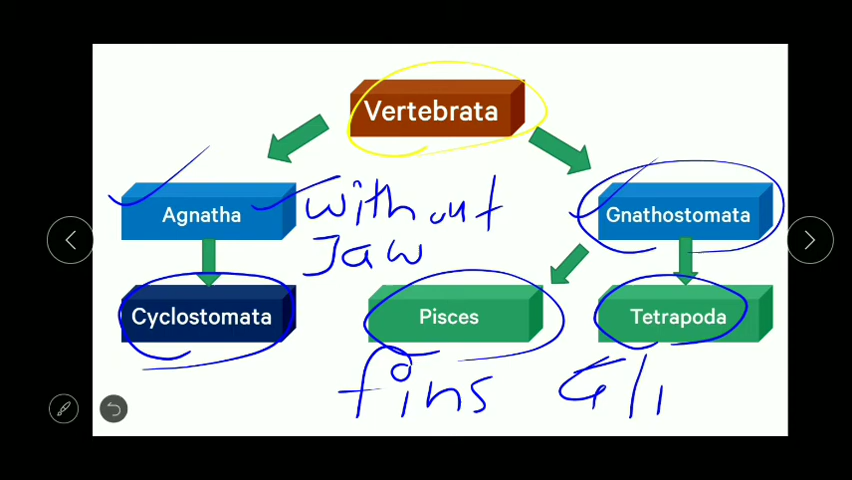 Vertebrata
Agnatha
without
Gnathostomata
Jaw
Cyclostomata
Pisces
Tetrapoda
fins